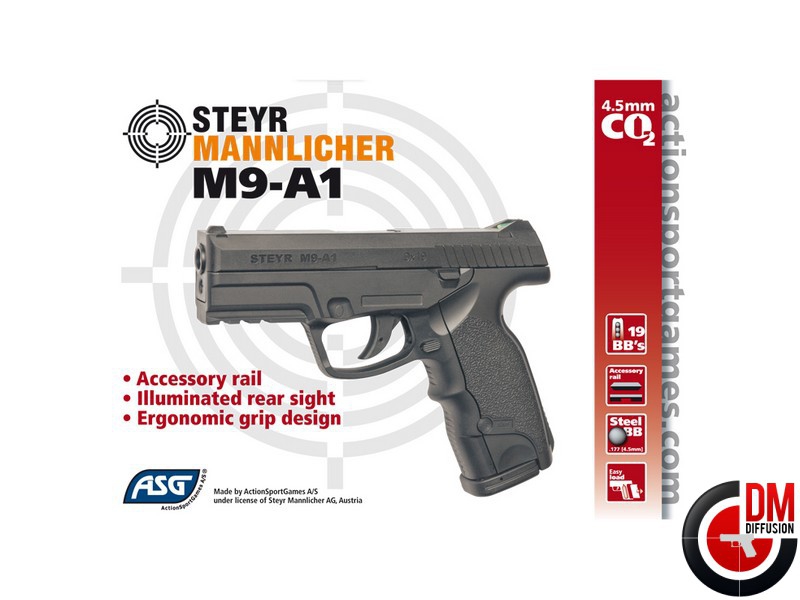 STEYR
MANNLICHER
M9-A1
STEYR M9-A1
• Accessory rail
• Illuminated rear sight
• Ergonomic grip design
ASG
ActionSportGames A/S®
Made by ActionSportGames A/S
under license of Steyr Mannlicher AG, Austria
4.5mm
CO2
actionsportgames.com
19
BB's
Accessory
rail
Steel
BB
.177 (4.5mm)
Easy
load
DM
DIFFUSION